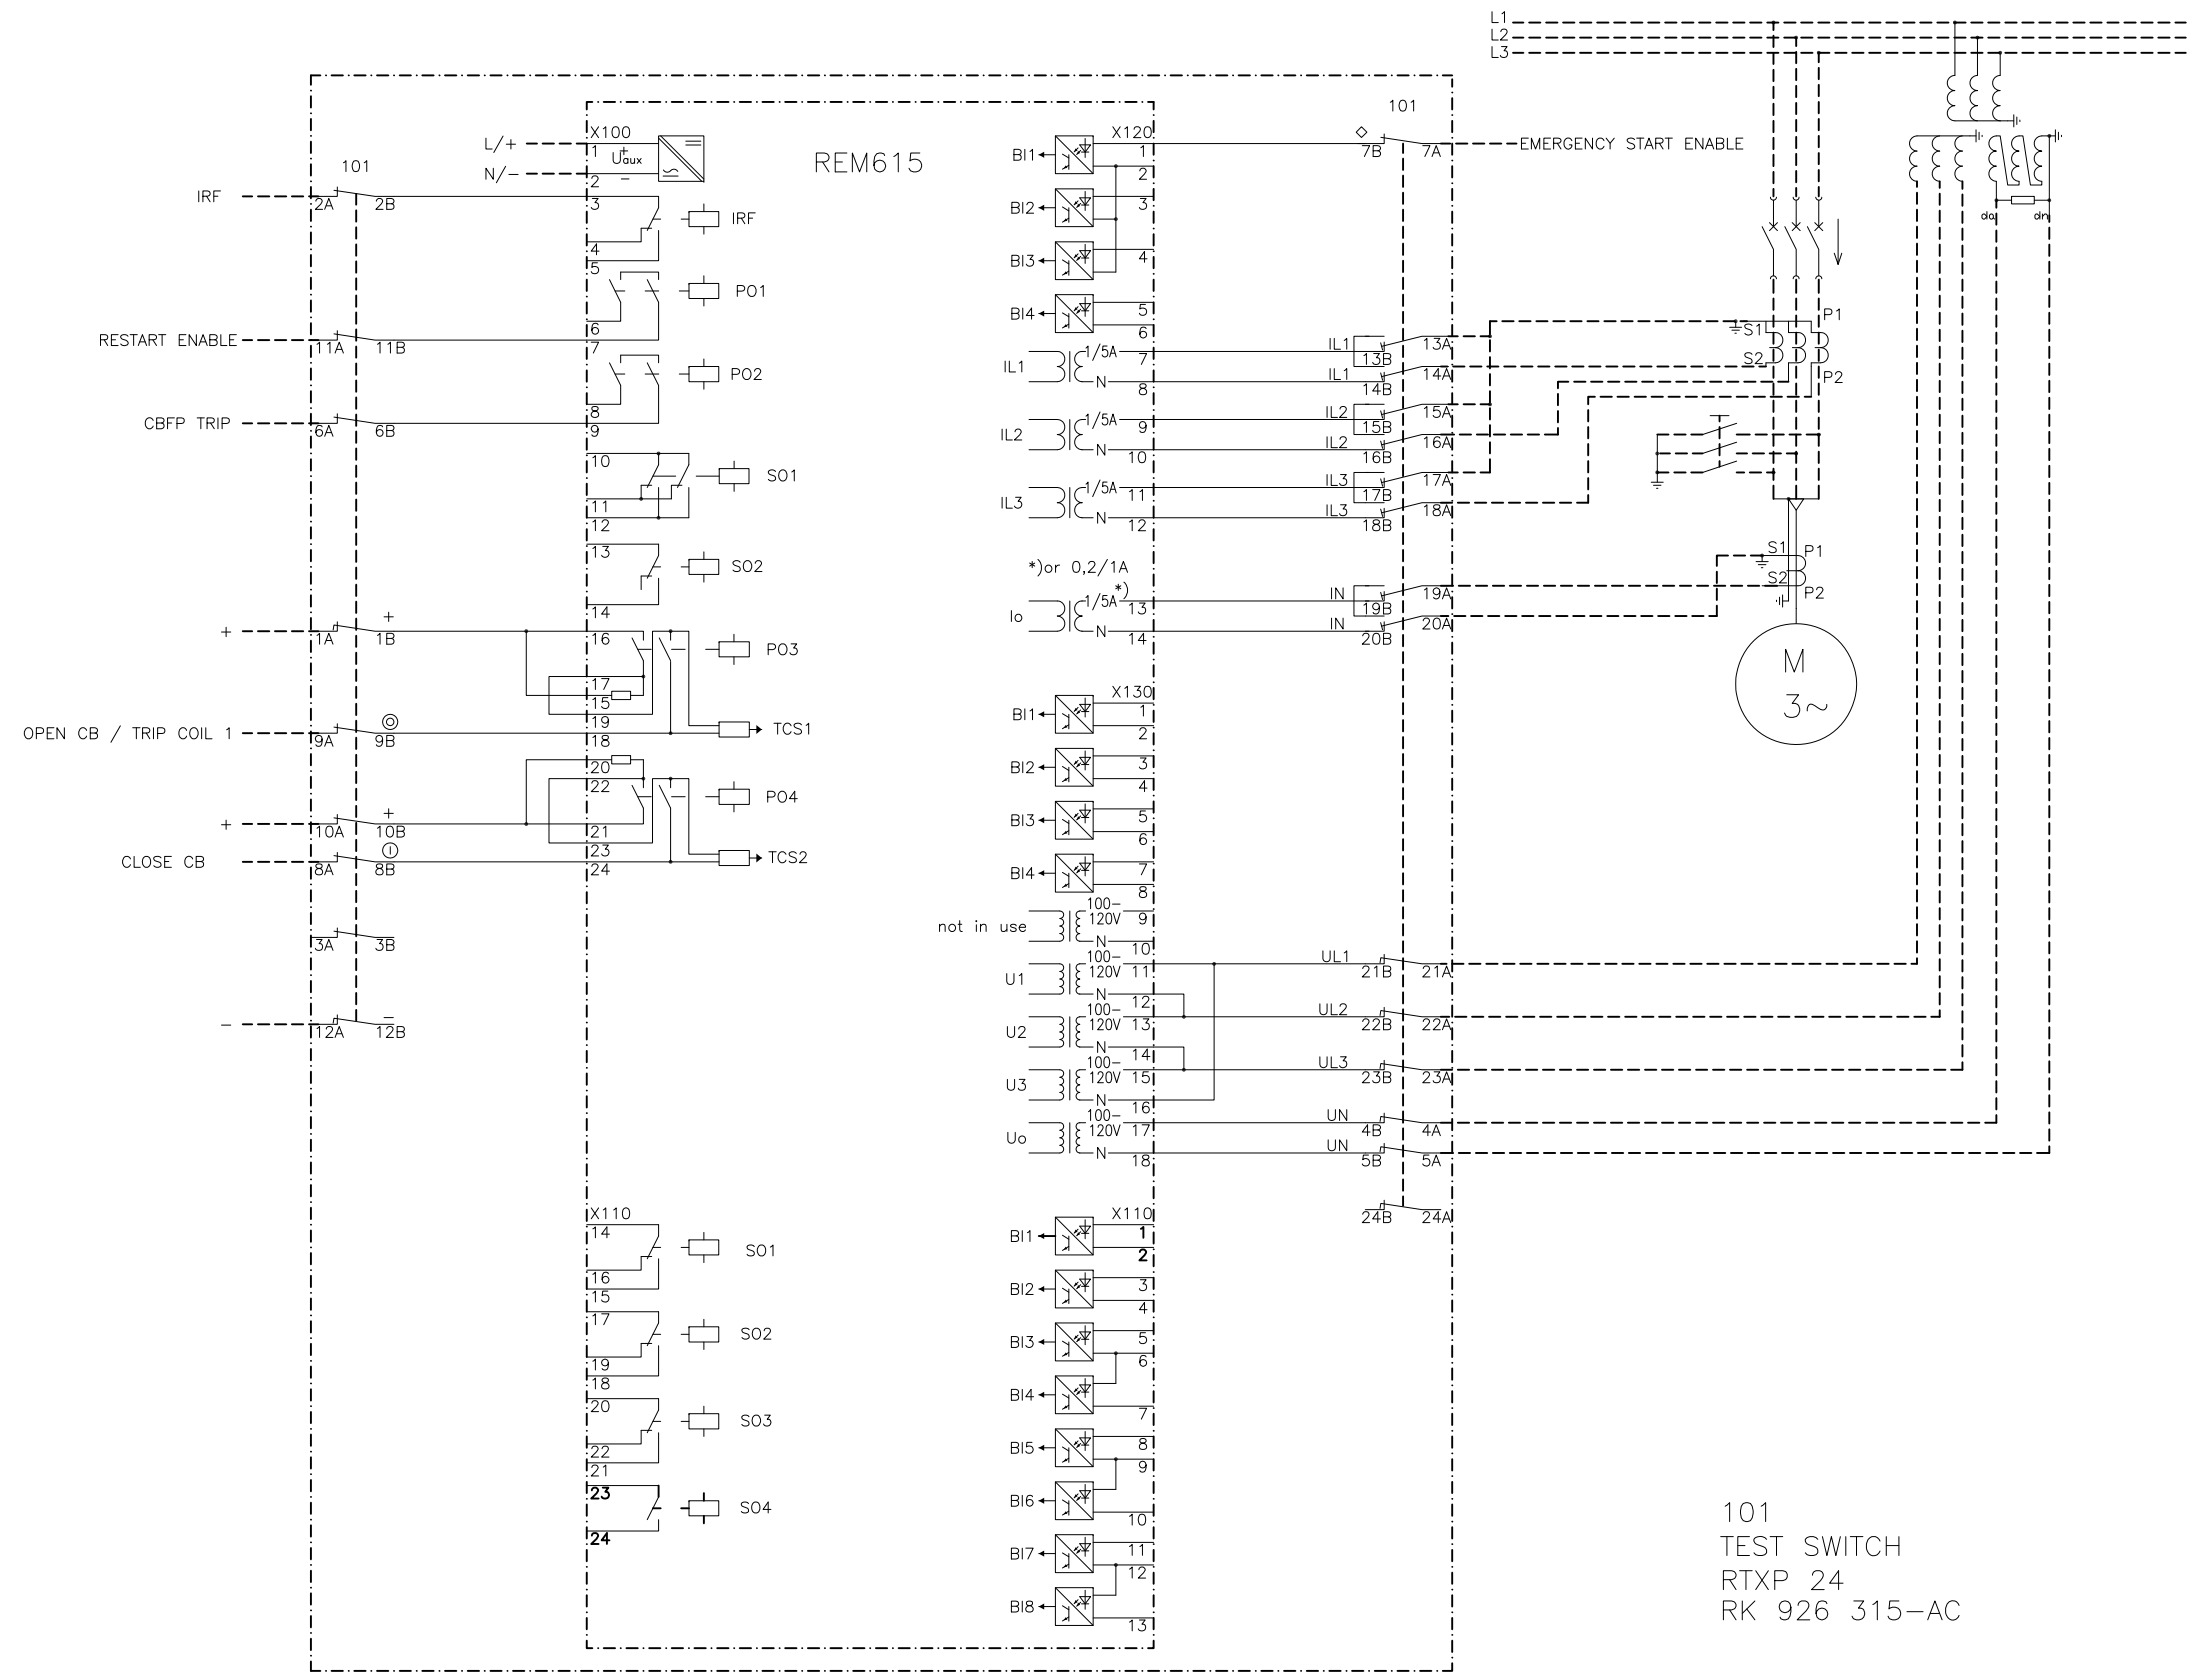 L1
L2
L3
101
X100
X120
REM615
L/+
1
+
Uaux
BI1
1
7B
7A
EMERGENCY START ENABLE
101
N/-
2
-
2
IRF
2A
2B
3
IRF
BI2
3
da
dn
4
BI3
4
5
PO1
BI4
5
6
P1
6
S1
RESTART ENABLE
11A
11B
7
1/5A
7
IL1
13B
13A
S2
IL1
PO2
N
8
IL1
14B
14A
P2
8
1/5A
9
IL2
15B
15A
CBFP TRIP
6A
6B
9
IL2
N
10
IL2
16B
16A
10
SO1
1/5A
11
IL3
17B
17A
11
IL3
12
N
12
IL3
18B
18A
13
SO2
*)or 0,2/1A
S1
P1
S2
P2
14
1/5A
*)
13
IN
19B
19A
Io
+
1A
+
1B
16
PO3
N
14
IN
20B
20A
M
3~
17
X130
15
BI1
1
19
OPEN CB / TRIP COIL 1
9A
9B
18
TCS1
2
20
BI2
3
22
PO4
4
+
10A
+
10B
21
BI3
5
23
6
CLOSE CB
8A
8B
24
TCS2
BI4
7
8
not in use
100-
120V
9
3A
3B
N
10
U1
100-
120V
11
UL1
21B
21A
N
12
-
12A
-
12B
U2
100-
120V
13
UL2
22B
22A
N
14
U3
100-
120V
15
UL3
23B
23A
N
16
Uo
100-
120V
17
UN
4B
4A
N
18
UN
5B
5A
X110
X110
24B
24A
14
SO1
BI1
1
2
16
BI2
3
15
4
17
SO2
BI3
5
19
6
18
BI4
7
20
SO3
BI5
8
22
9
21
23
SO4
BI6
10
24
BI7
11
12
BI8
13
101
TEST SWITCH
RTXP 24
RK 926 315-AC